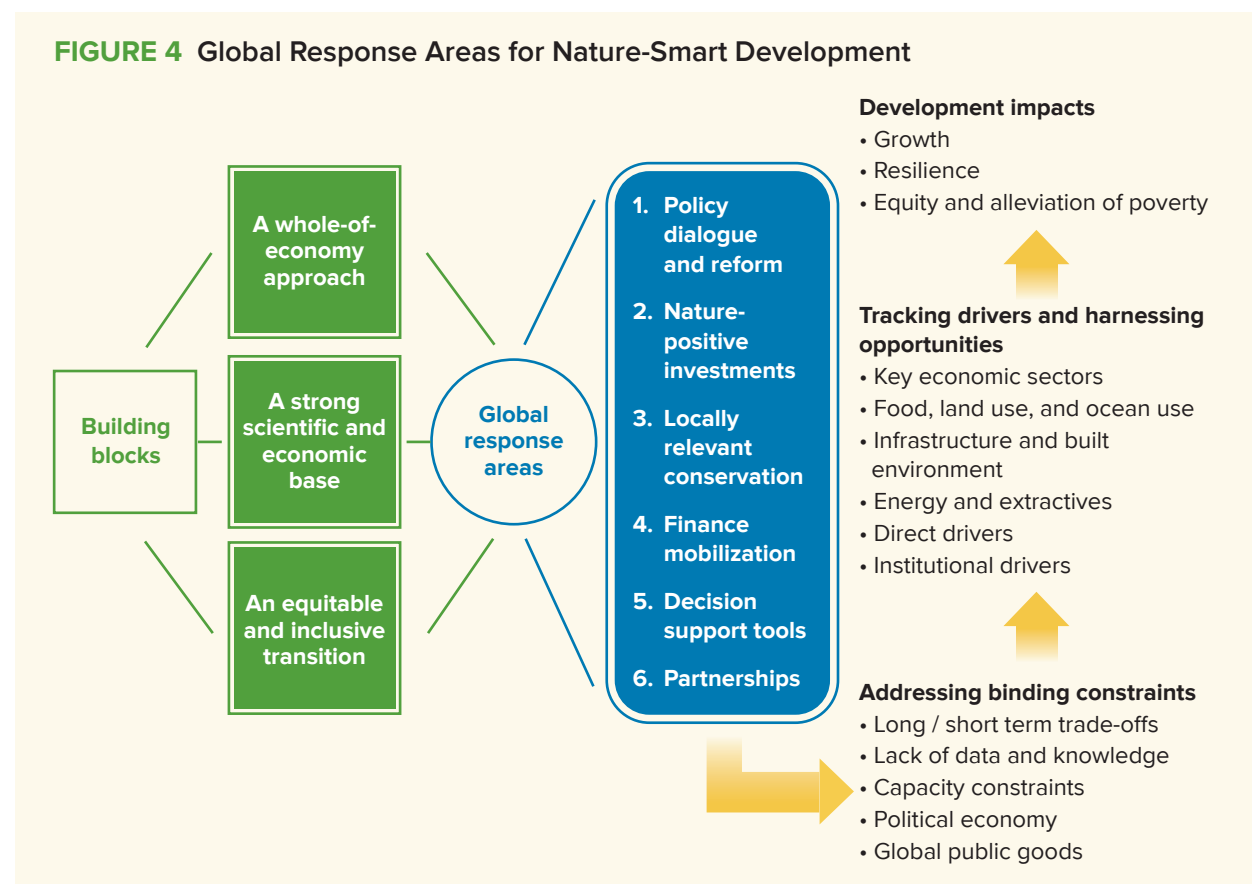 FIGURE 4 Global Response Areas for Nature-Smart Development
Building
blocks
A whole-of-
economy
approach
A strong
scientific and
economic
base
An equitable
and inclusive
transition
Global
response
areas
1. Policy
dialogue
and reform
2. Nature-
positive
investments
3. Locally
relevant
conservation
4. Finance
mobilization
5. Decision
support tools
6. Partnerships
Development impacts
• Growth
• Resilience
• Equity and alleviation of poverty
Tracking drivers and harnessing
opportunities
• Key economic sectors
• Food, land use, and ocean use
• Infrastructure and built
environment
• Energy and extractives
• Direct drivers
• Institutional drivers
Addressing binding constraints
• Long / short term trade-offs
• Lack of data and knowledge
• Capacity constraints
• Political economy
• Global public goods